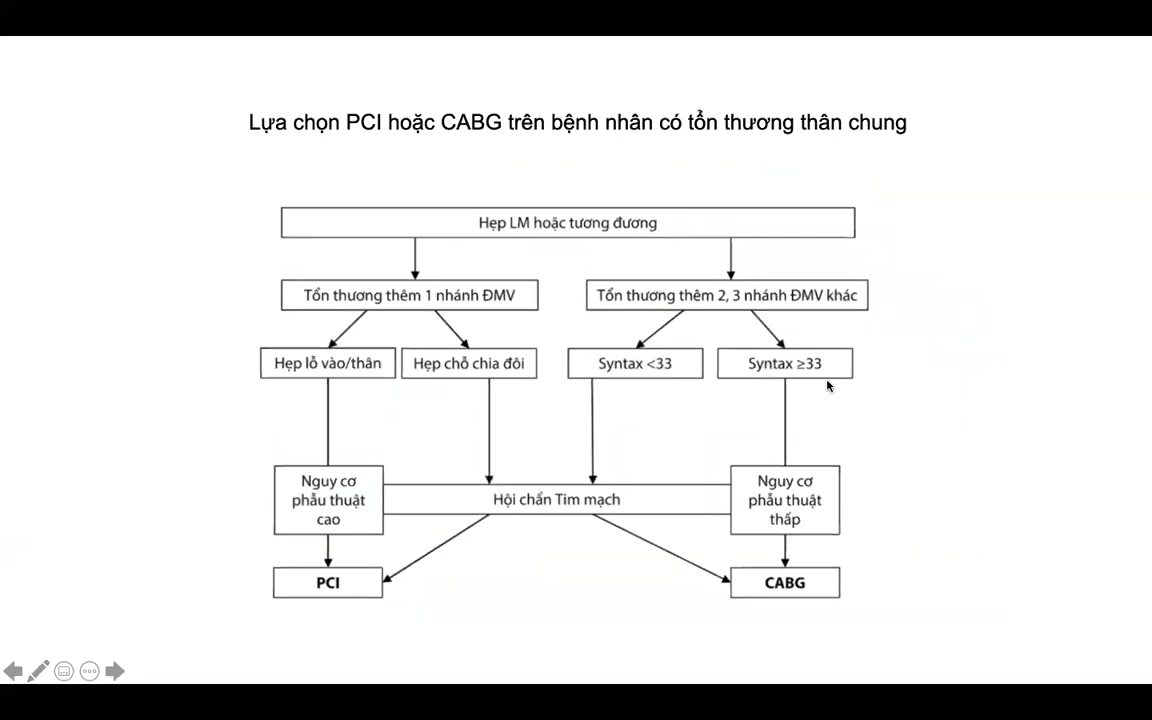 Lựa chọn PCI hoặc CABG trên bệnh nhân có tổn thương thân chung
Hẹp LM hoặc tương đương
Tổn thương thêm 1 nhánh ĐMV
Tổn thương thêm 2, 3 nhánh ĐMV khác
Hẹp lỗ vào/thân
Hẹp chỗ chia đôi
Syntax <33
Syntax ≥33
Nguy cơ
phẫu thuật
cao
Hội chẩn Tim mạch
Nguy cơ
phẫu thuật
thấp
PCI
CABG